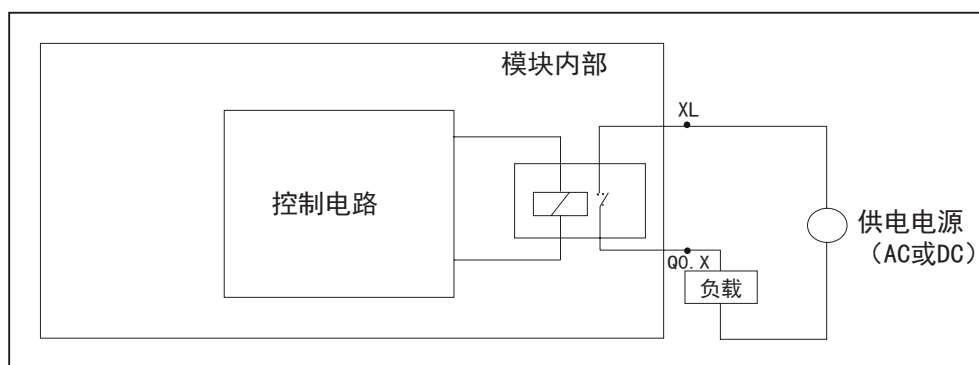 模块内部
XL
控制电路
供电电源
（AC或DC）
Q0.X
负载